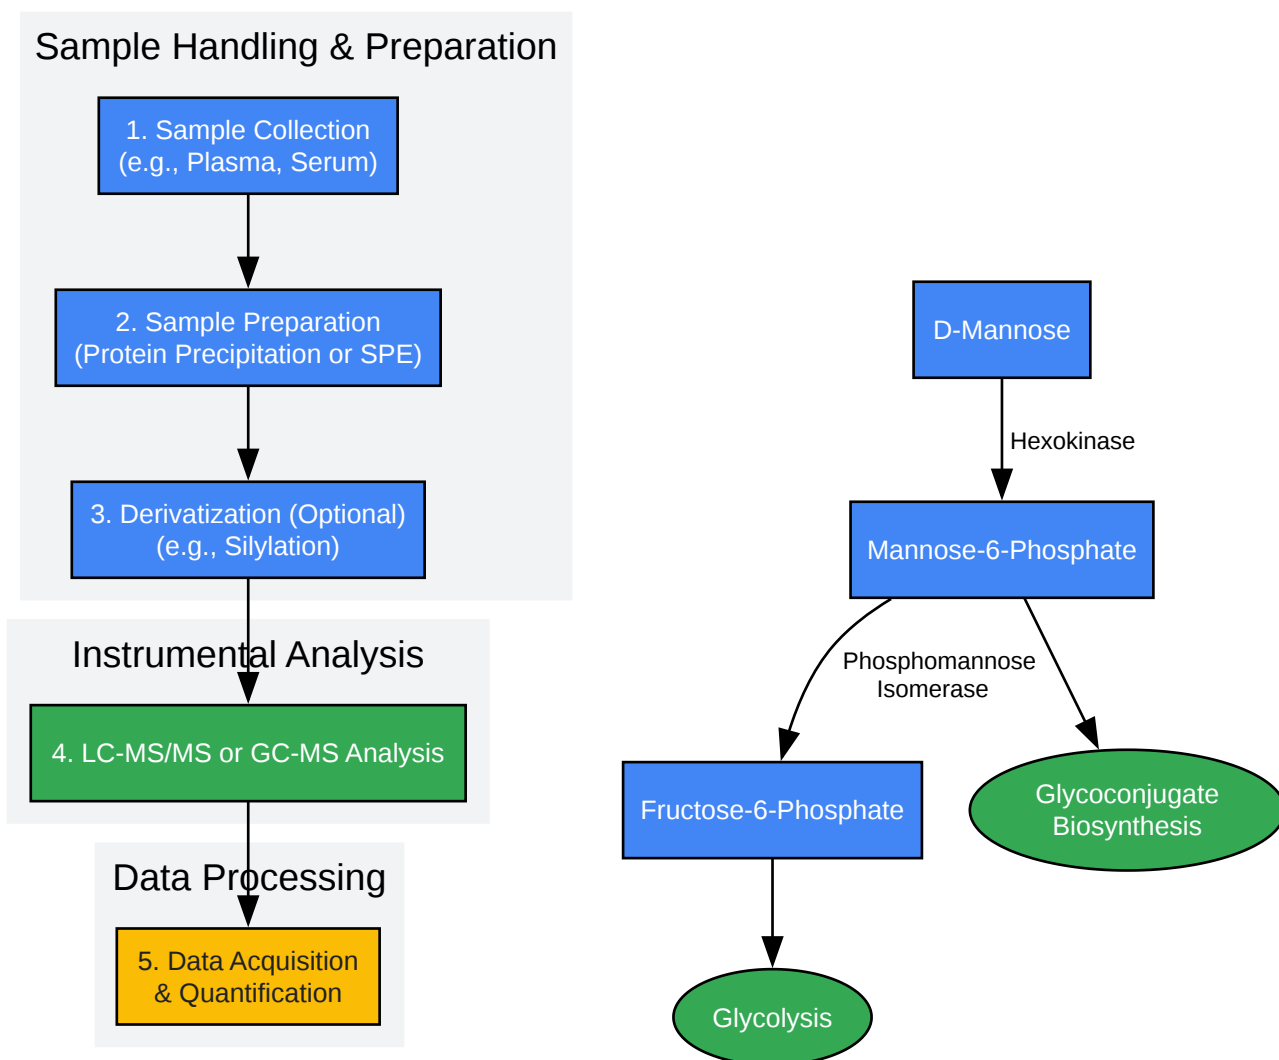 Sample Handling & Preparation
1. Sample Collection
(e.g., Plasma, Serum)
2. Sample Preparation
(Protein Precipitation or SPE)
3. Derivatization (Optional)
(e.g., Silylation)
Instrumental Analysis
4. LC-MS/MS or GC-MS Analysis
Data Processing
5. Data Acquisition
& Quantification
D-Mannose
Hexokinase
Mannose-6-Phosphate
Phosphomannose
Isomerase
Fructose-6-Phosphate
Glycoconjugate
Biosynthesis
Glycolysis